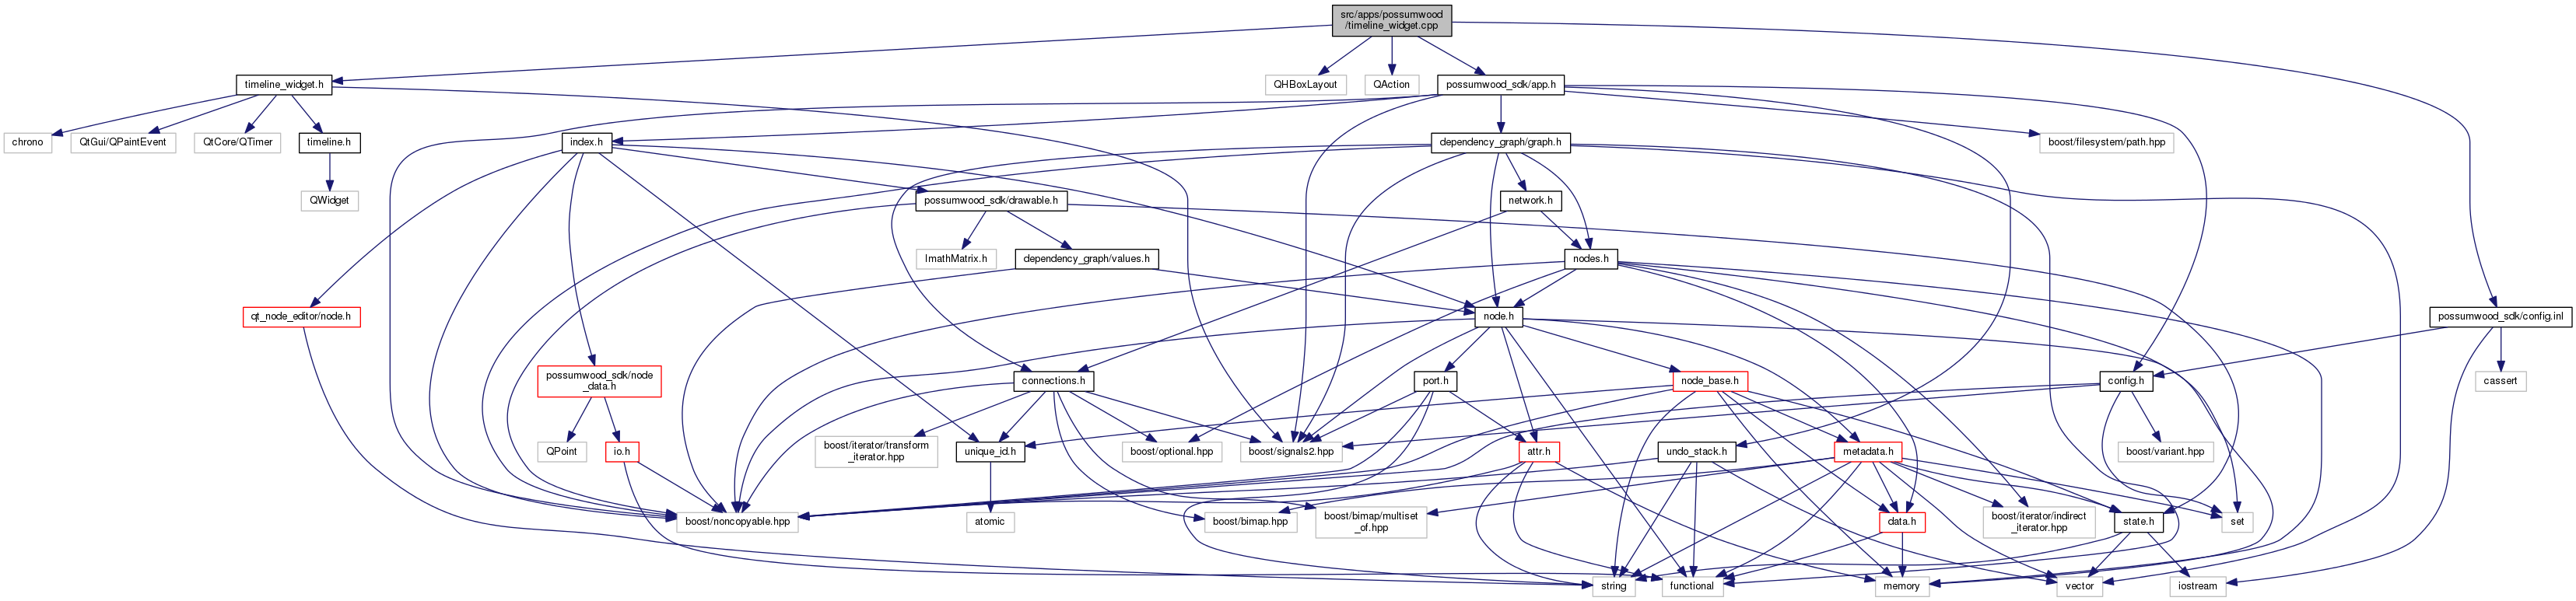 src/apps/possumwood
/timeline_widget.cpp
timeline_widget.h
QHBoxLayout
QAction
possumwood_sdk/app.h
chrono
QtGui/QPaintEvent
QtCore/QTimer
timeline.h
index.h
dependency_graph/graph.h
boost/filesystem/path.hpp
QWidget
possumwood_sdk/drawable.h
network.h
ImathMatrix.h
dependency_graph/values.h
nodes.h
qt_node_editor/node.h
node.h
possumwood_sdk/config.inl
possumwood_sdk/node
_data.h
connections.h
port.h
node_base.h
config.h
cassert
QPoint
io.h
boost/iterator/transform
_iterator.hpp
unique_id.h
boost/optional.hpp
boost/signals2.hpp
attr.h
undo_stack.h
metadata.h
boost/variant.hpp
boost/noncopyable.hpp
atomic
boost/bimap.hpp
boost/bimap/multiset
_of.hpp
data.h
boost/iterator/indirect
_iterator.hpp
state.h
set
string
functional
memory
vector
iostream